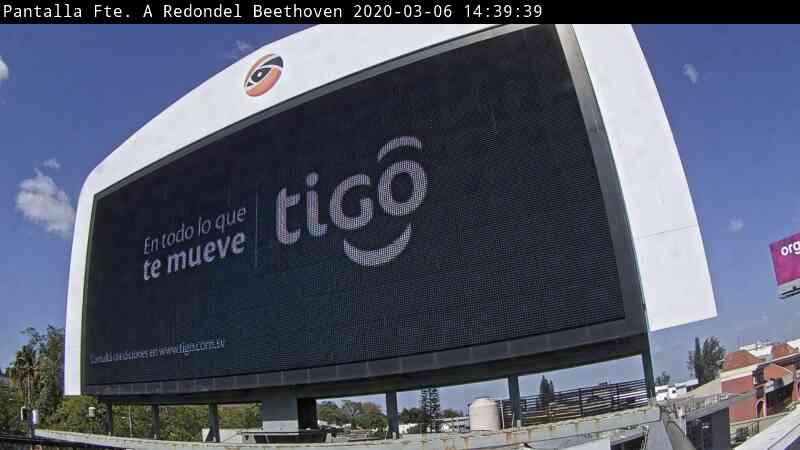 Pantalla Fte. A Redondel Beethoven 2020-03-06 14:39:39
En todo lo que
te mueve
tigo
Consulta condiciones en www.tigo.com.sv
org